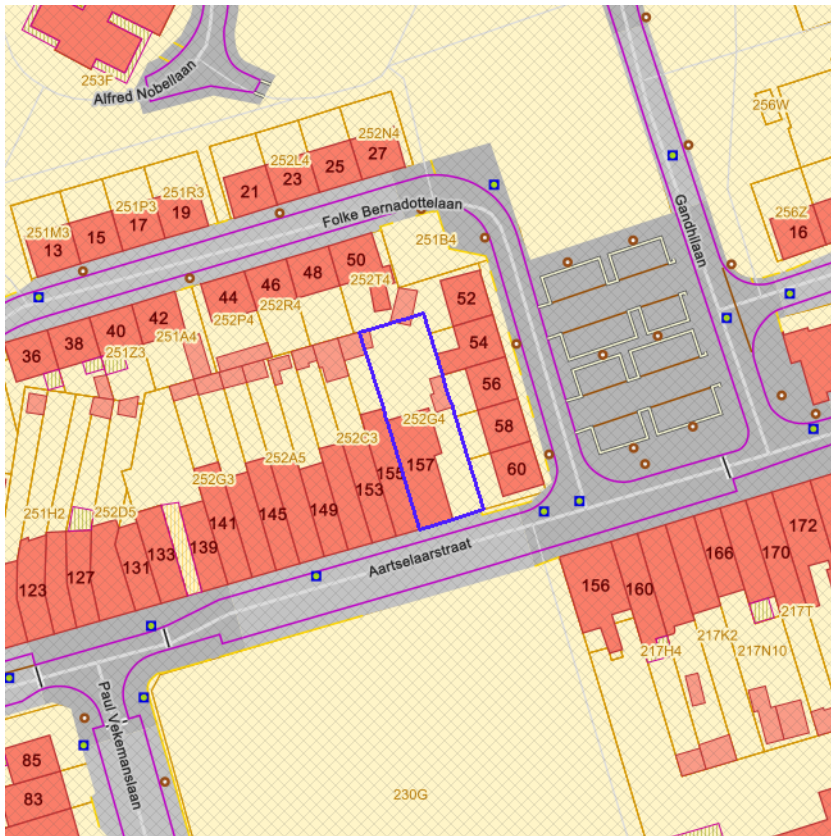 253F
Alfred Nobellaan
256W
252N4
27
25
252L4
23
21
251R3
19
251P3
17
15
251M3
13
Folke Bernadottelaan
251B4
Gandhilaan
256Z
16
50
252T4
48
46
252R4
44
252P4
42
251A4
40
251Z3
38
36
52
54
56
58
60
252G4
157
155
252C3
153
149
252A5
145
252G3
141
139
133
131
252D5
127
251H2
123
Aartselaarstraat
172
170
166
160
156
217T
217K2
217N10
217H4
Paul Vekemanslaan
85
83
230G